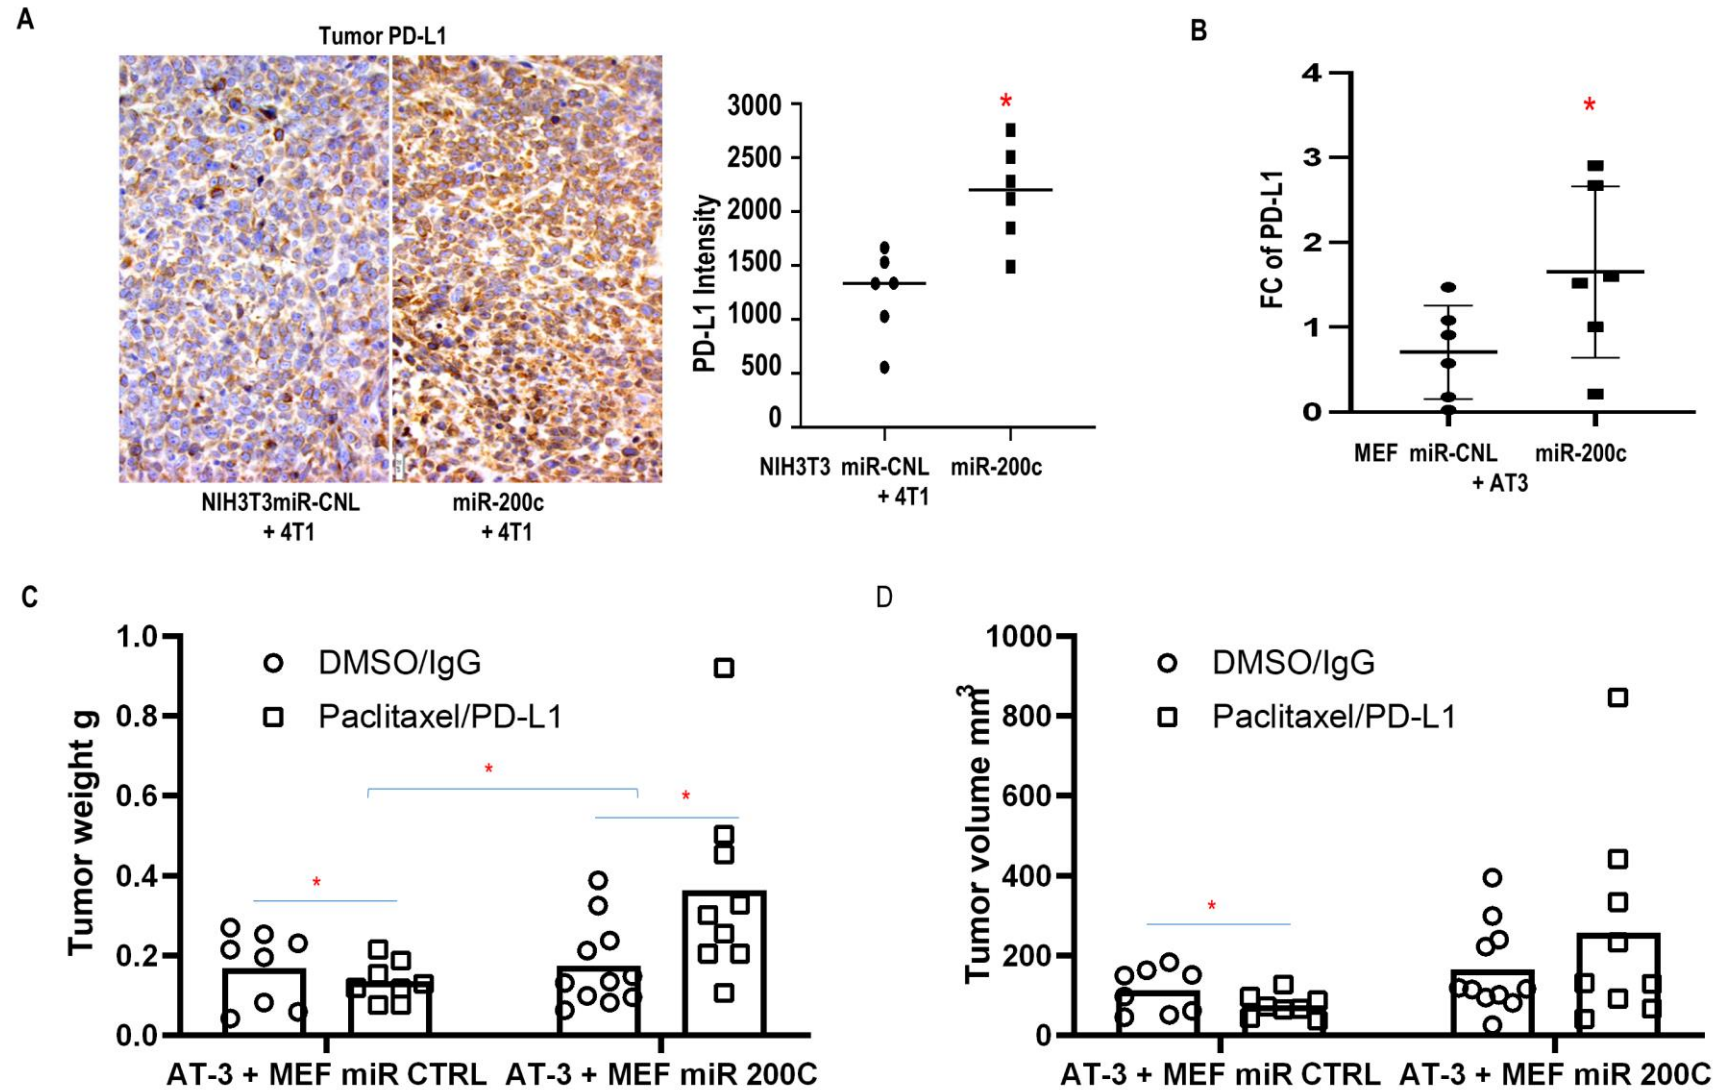 A
Tumor PD-L1
NIH3T3miR-CNL
+ 4T1
miR-200c
+ 4T1
PD-L1 Intensity
3000
2500
2000
1500
1000
500
0
*
NIH3T3 miR-CNL miR-200c
+ 4T1
B
FC of PD-L1
4
3
2
1
0
*
MEF miR-CNL miR-200c
+ AT3
C
Tumor weight g
1.0
0.8
0.6
0.4
0.2
0.0
DMSO/IgG
Paclitaxel/PD-L1
*
*
*
AT-3 + MEF miR CTRL AT-3 + MEF miR 200C
D
Tumor volume mm³
1000
800
600
400
200
0
DMSO/IgG
Paclitaxel/PD-L1
*
AT-3 + MEF miR CTRL AT-3 + MEF miR 200C